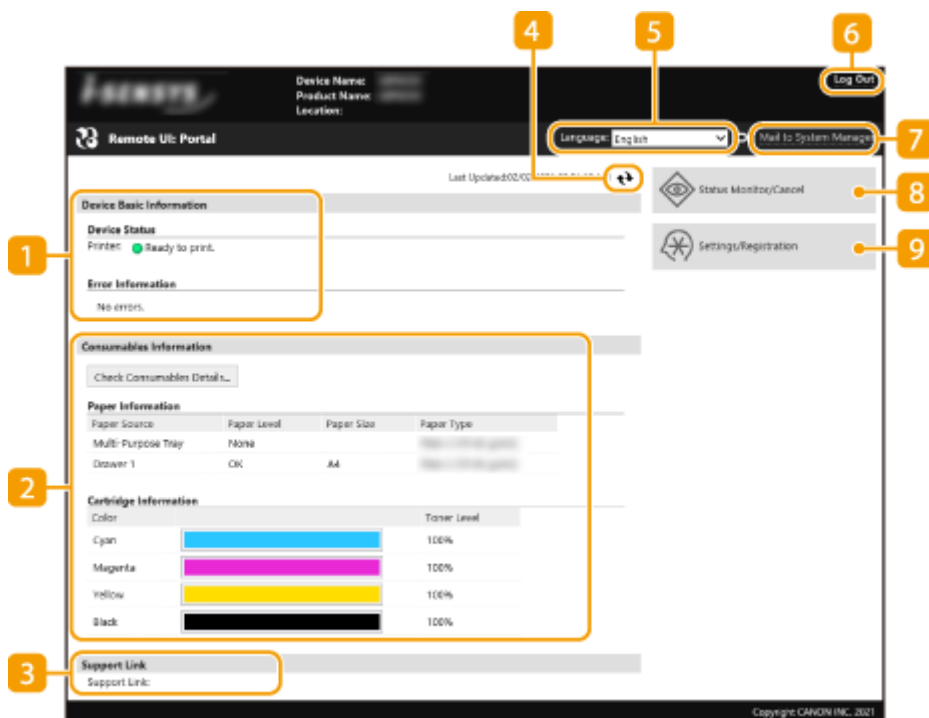 4
5
6
Device Name:
Product Name:
Location:
Log Out
Remote UI: Portal
Language: English
Mail to System Manager
7
Last Updated:02/02
Status Monitor/Cancel
8
Settings/Registration
9
1
Device Basic Information
Device Status
Printer: Ready to print.
Error Information
No errors.
2
Consumables Information
Check Consumables Details...
Paper Information
Paper Source Paper Level Paper Size Paper Type
Multi-Purpose Tray None
Drawer 1 OK A4
Cartridge Information
Color Toner Level
Cyan 100%
Magenta 100%
Yellow 100%
Black 100%
3
Support Link
Support Link:
Copyright CANON INC. 2021